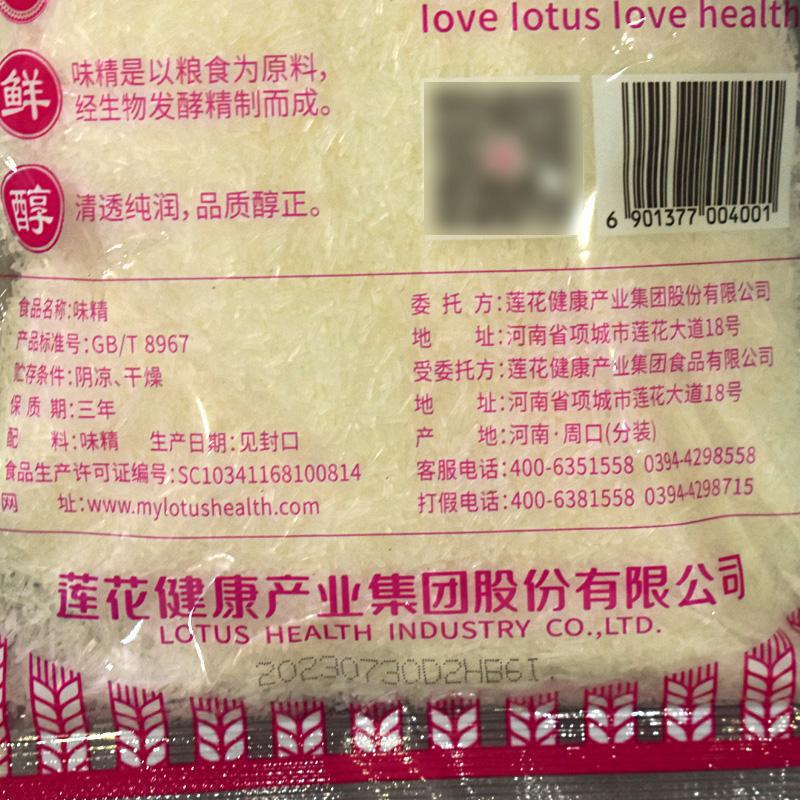 love lotus love health
鲜
味精是以粮食为原料，
经生物发酵精制而成。
醇
清透纯润，品质醇正。
6 901377 004001
食品名称：味精
产品标准号：GB/T 8967
贮存条件：阴凉、干燥
保 质 期：三年
配 料：味精 生产日期：见封口
食品生产许可证编号：SC10341168100814
网 址：www.mylotushealth.com
委 托 方：莲花健康产业集团股份有限公司
地 址：河南省项城市莲花大道18号
受委托方：莲花健康产业集团食品有限公司
地 址：河南省项城市莲花大道18号
产 地：河南·周口(分装)
客服电话：400-6351558 0394-4298558
打假电话：400-6381558 0394-4298715
莲花健康产业集团股份有限公司
LOTUS HEALTH INDUSTRY CO.,LTD.
20230730D2HB6I.